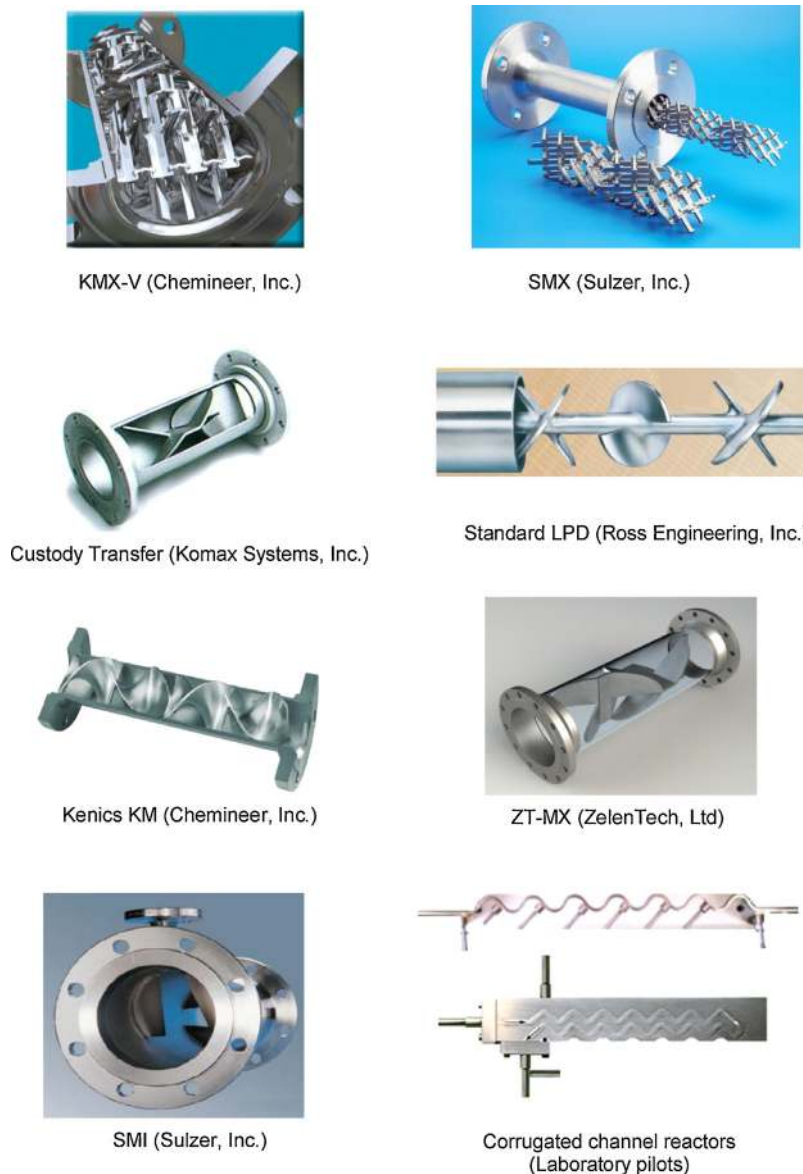 KMX-V (Chemineer, Inc.)
SMX (Sulzer, Inc.)
Custody Transfer (Komax Systems, Inc.)
Standard LPD (Ross Engineering, Inc.)
Kenics KM (Chemineer, Inc.)
ZT-MX (ZelenTech, Ltd)
SMI (Sulzer, Inc.)
Corrugated channel reactors
(Laboratory pilots)